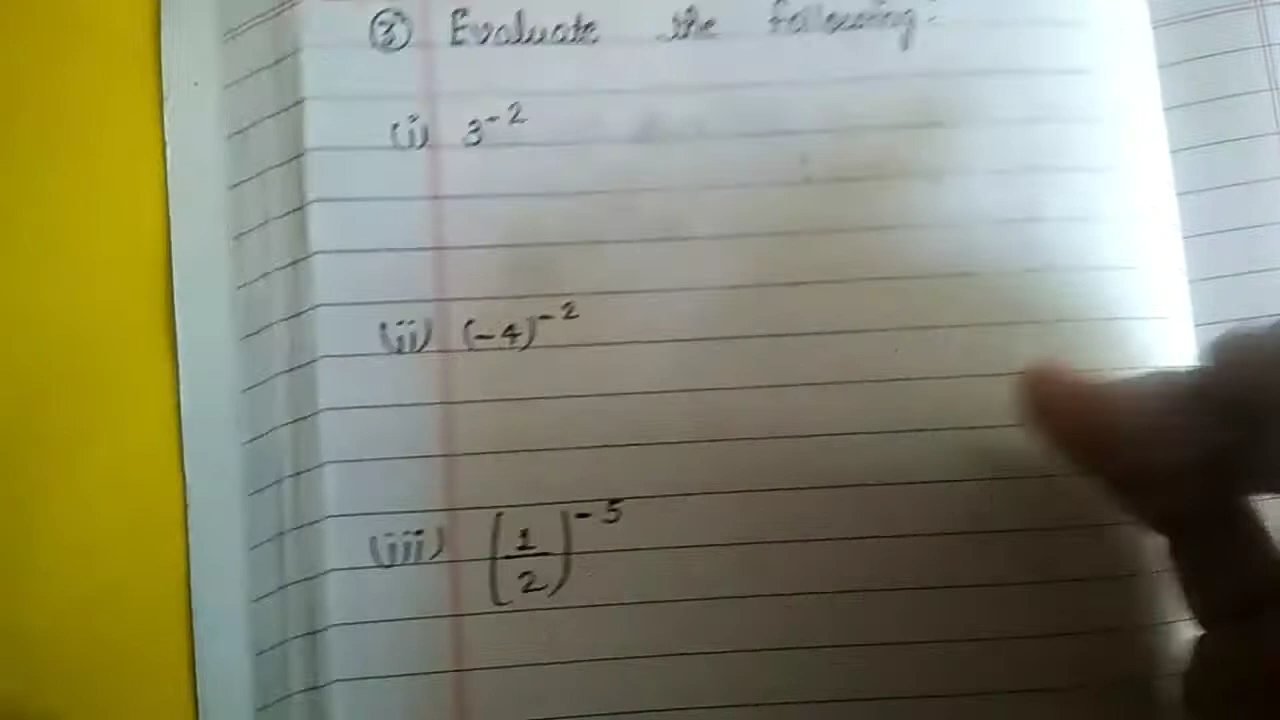 ③ Evaluate the following:
(i) 3⁻²
(ii) (-4)⁻²
(iii) (1/2)⁻⁵